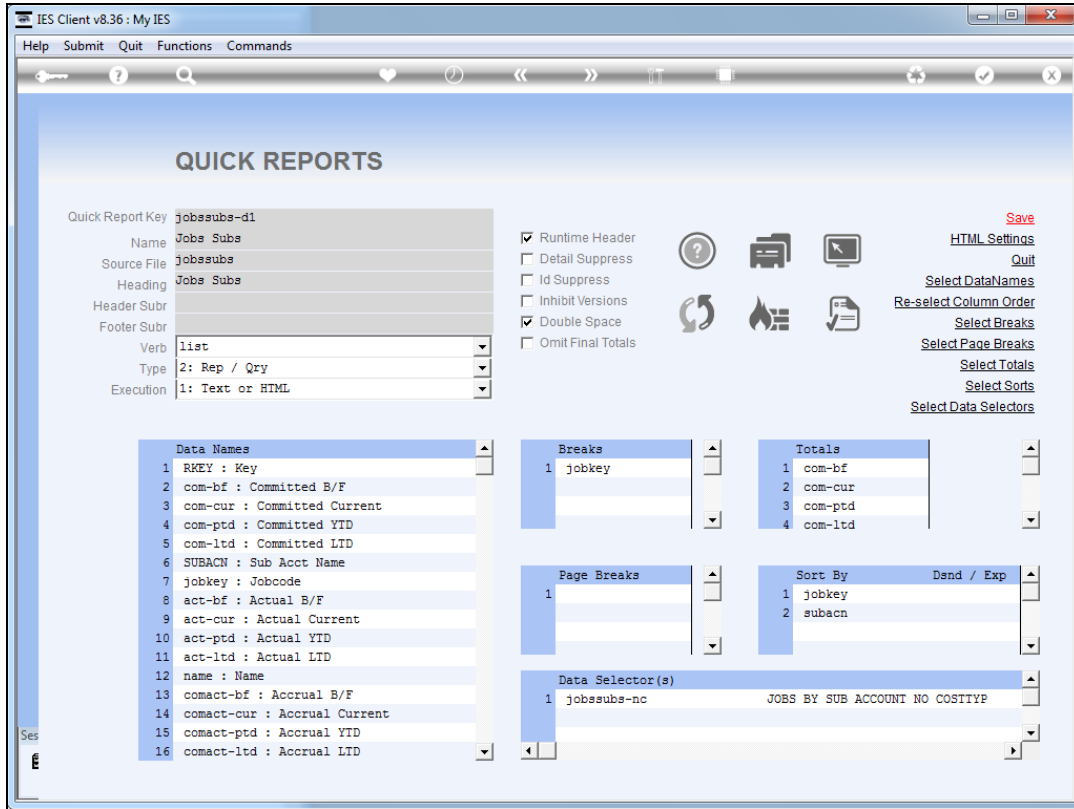 IES Client v8.36 : My IES
Help Submit Quit Functions Commands
QUICK REPORTS
Quick Report Key jobssubs-d1
Name Jobs Subs
Source File jobssubs
Heading Jobs Subs
Header Subr
Footer Subr
Verb list
Type 2: Rep / Qry
Execution 1: Text or HTML
Runtime Header
Detail Suppress
Id Suppress
Inhibit Versions
Double Space
Omit Final Totals
Save
HTML Settings
Quit
Select DataNames
Re-select Column Order
Select Breaks
Select Page Breaks
Select Totals
Select Sorts
Select Data Selectors
Data Names
1 RKEY : Key
2 com-bf : Committed B/F
3 com-cur : Committed Current
4 com-ptd : Committed YTD
5 com-ltd : Committed LTD
6 SUBACN : Sub Acct Name
7 jobkey : Jobcode
8 act-bf : Actual B/F
9 act-cur : Actual Current
10 act-ptd : Actual YTD
11 act-ltd : Actual LTD
12 name : Name
13 comact-bf : Accrual B/F
14 comact-cur : Accrual Current
15 comact-ptd : Accrual YTD
16 comact-ltd : Accrual LTD
Breaks
1 jobkey
Totals
1 com-bf
2 com-cur
3 com-ptd
4 com-ltd
Page Breaks
1
Sort By Dsnd / Exp
1 jobkey
2 subacn
Data Selector(s)
1 jobssubs-nc JOBS BY SUB ACCOUNT NO COSTTYP
Ses